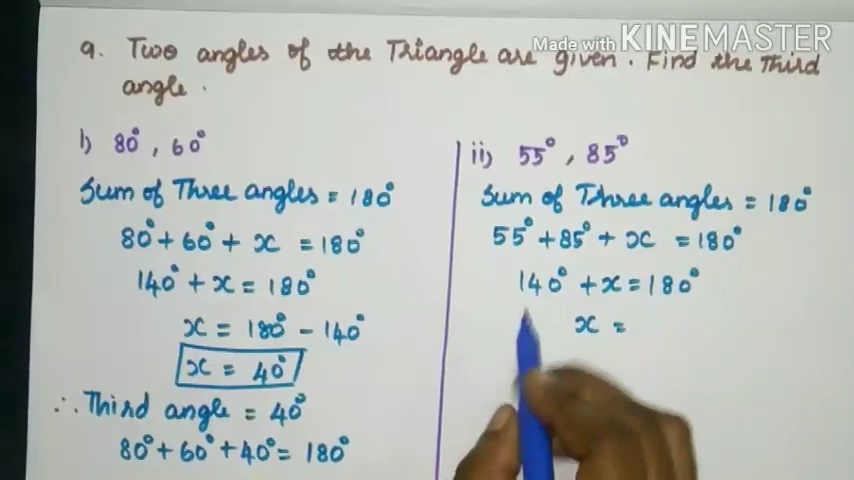 Made with KINEMASTER
9. Two angles of the Triangle are given. Find the Third
angle.
i) 80°, 60°
Sum of Three angles = 180°
80° + 60° + x = 180°
140° + x = 180°
x = 180° - 140°
x = 40°
∴ Third angle = 40°
80° + 60° + 40° = 180°
ii) 55°, 85°
Sum of Three angles = 180°
55° + 85° + x = 180°
140° + x = 180°
x =